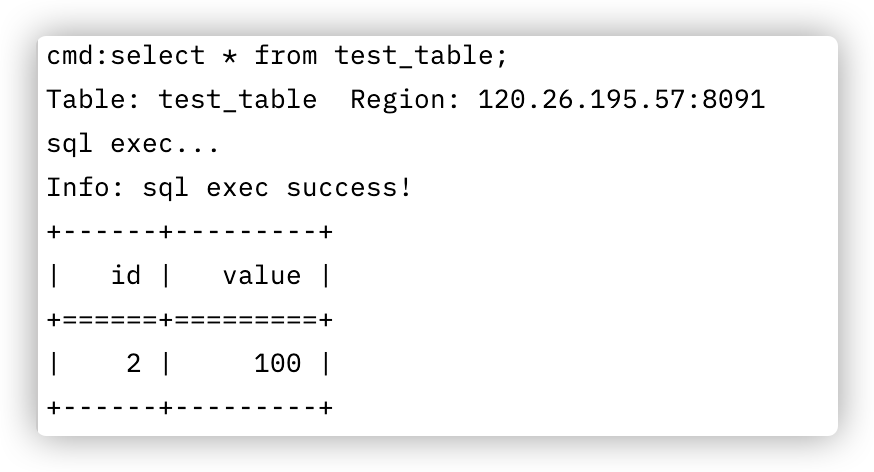 cmd:select * from test_table;
Table: test_table  Region: 120.26.195.57:8091
sql exec...
Info: sql exec success!
+------+---------+
|   id |   value |
+======+=========+
|    2 |     100 |
+------+---------+